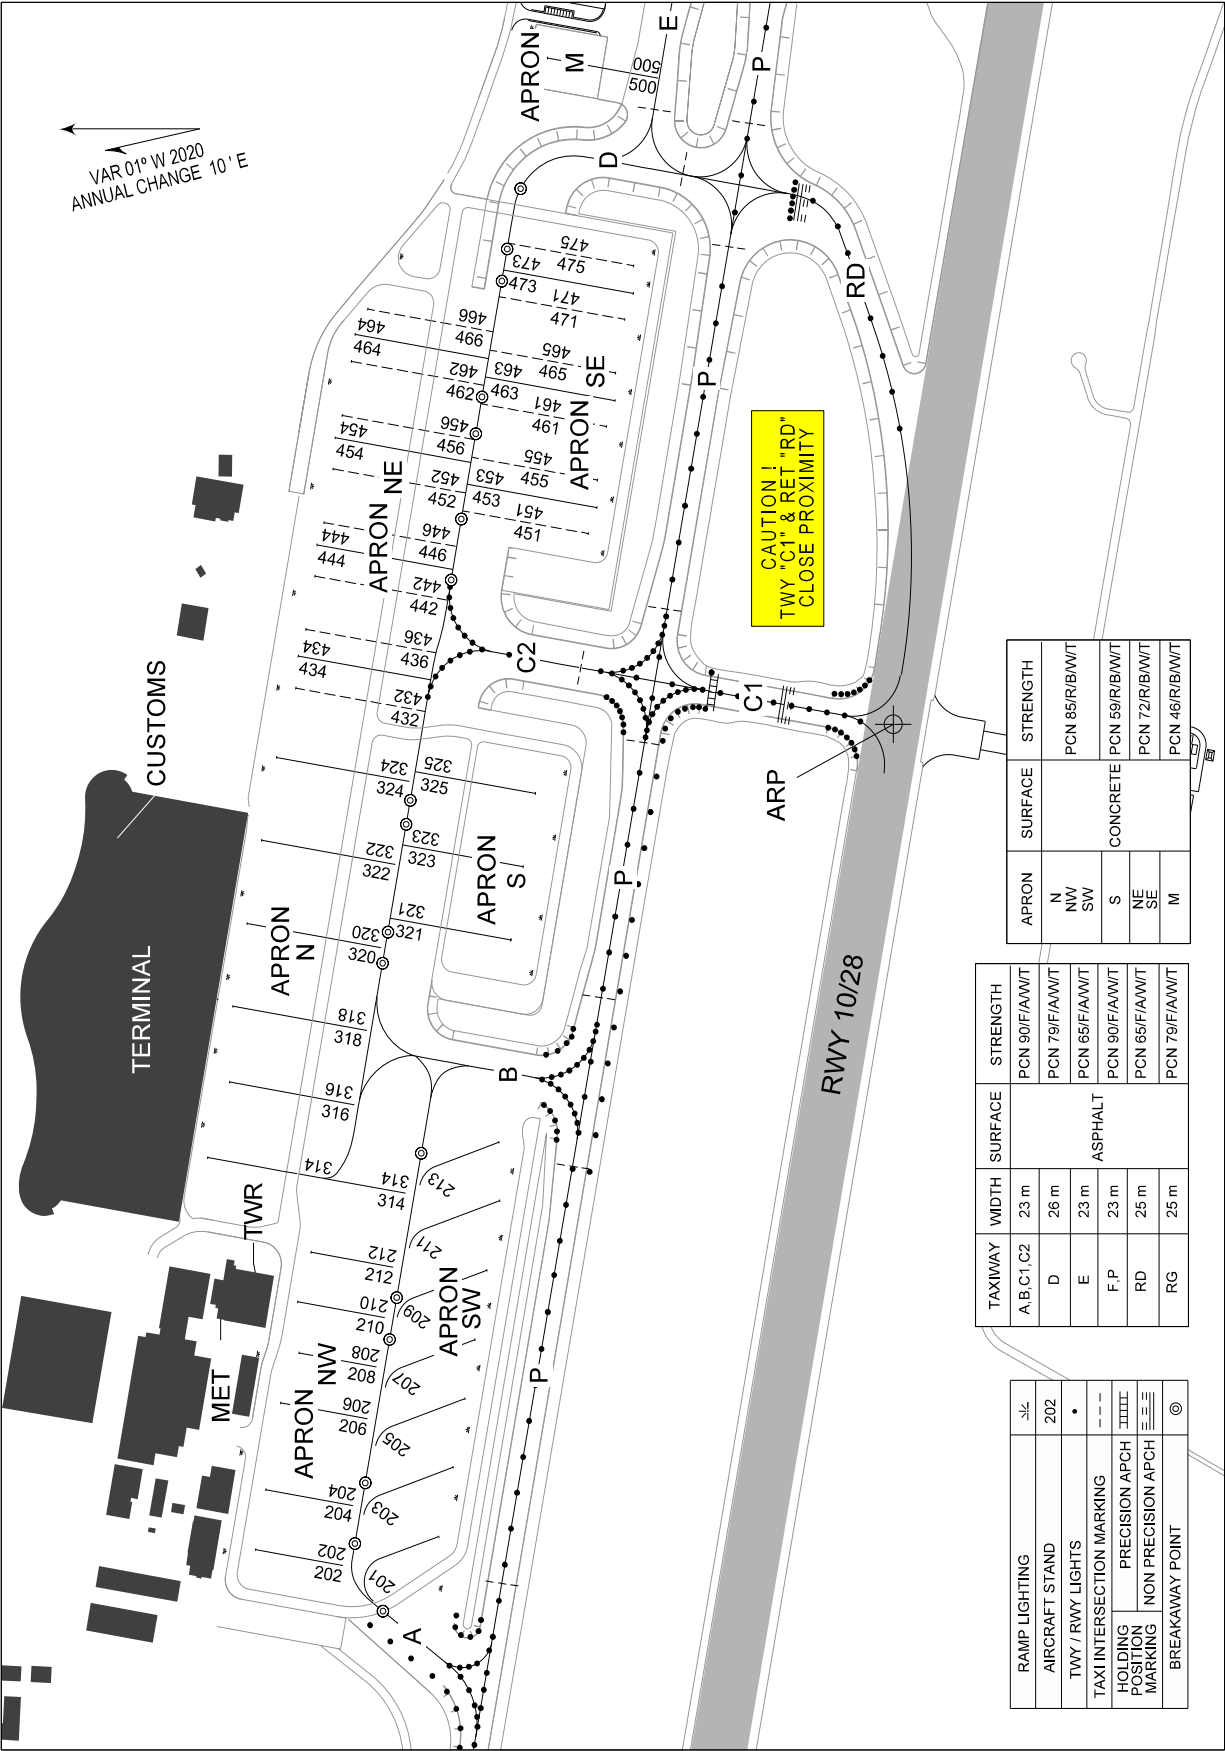 VAR 01º W 2020
ANNUAL CHANGE 10 ' E
TERMINAL
CUSTOMS
TWR
MET
APRON
M
APRON
NE
APRON
SE
APRON
N
APRON
S
APRON
NW
APRON
SW
500
500
E
P
D
RD
P
C2
C1
ARP
P
B
P
A
RWY 10/28
CAUTION !
TWY "C1" & RET "RD"
CLOSE PROXIMITY
475
475
473
473
471
471
466
466
465
465
464
464
463
463
462
462
461
461
456
456
455
455
454
454
453
453
452
452
451
451
446
446
444
444
442
442
436
436
434
434
432
432
325
325
324
324
323
323
322
322
321
321
320
320
318
318
316
316
314
314
314
213
212
212
211
210
210
209
208
208
207
206
206
205
204
204
203
202
202
201
RAMP LIGHTING
AIRCRAFT STAND 202
TWY / RWY LIGHTS
TAXI INTERSECTION MARKING
HOLDING
POSITION
MARKING
PRECISION APCH
NON PRECISION APCH
BREAKAWAY POINT
TAXIWAY WIDTH SURFACE STRENGTH
A,B,C1,C2 23 m ASPHALT PCN 90/F/A/W/T
D 26 m PCN 79/F/A/W/T
E 23 m PCN 65/F/A/W/T
F,P 23 m PCN 90/F/A/W/T
RD 25 m PCN 65/F/A/W/T
RG 25 m PCN 79/F/A/W/T
APRON SURFACE STRENGTH
N
NW
SW
CONCRETE
PCN 85/R/B/W/T
S PCN 59/R/B/W/T
NE
SE
PCN 72/R/B/W/T
M PCN 46/R/B/W/T